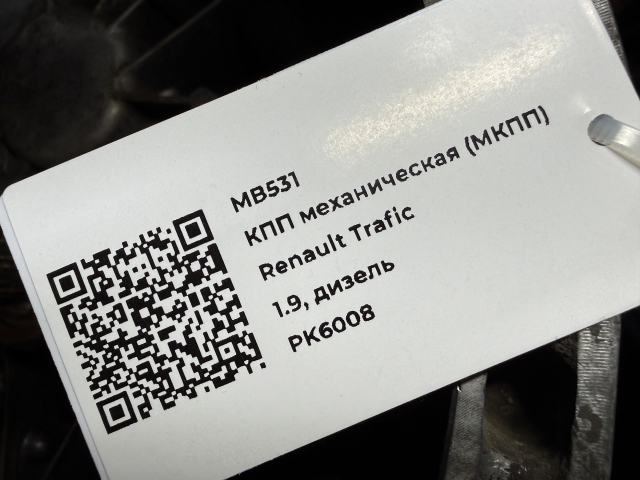 MB531
КПП механическая (МКПП)
Renault Trafic
1.9, дизель
PK6008